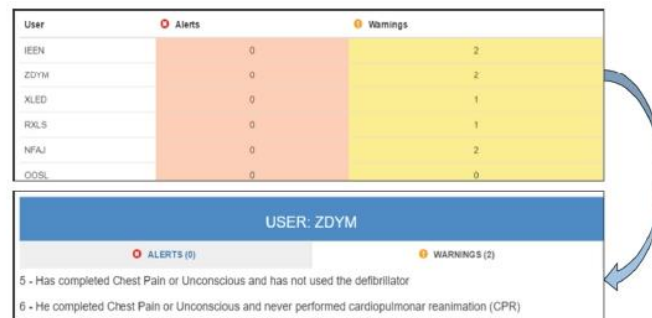 User Alerts Warnings
IEEN 0 2
ZDYM 0 2
XLED 0 1
RXLS 0 1
NFAJ 0 2
OOSL 0 0
USER: ZDYM
ALERTS (0) WARNINGS (2)
5 - Has completed Chest Pain or Unconscious and has not used the defibrillator
6 - He completed Chest Pain or Unconscious and never performed cardiopulmonar reanimation (CPR)